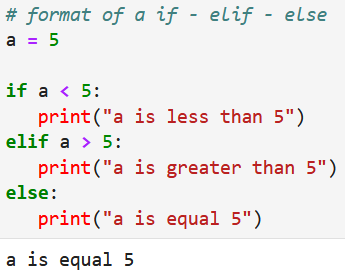 # format of a if - elif - else
a = 5

if a < 5:
   print("a is less than 5")
elif a > 5:
   print("a is greater than 5")
else:
   print("a is equal 5")
a is equal 5